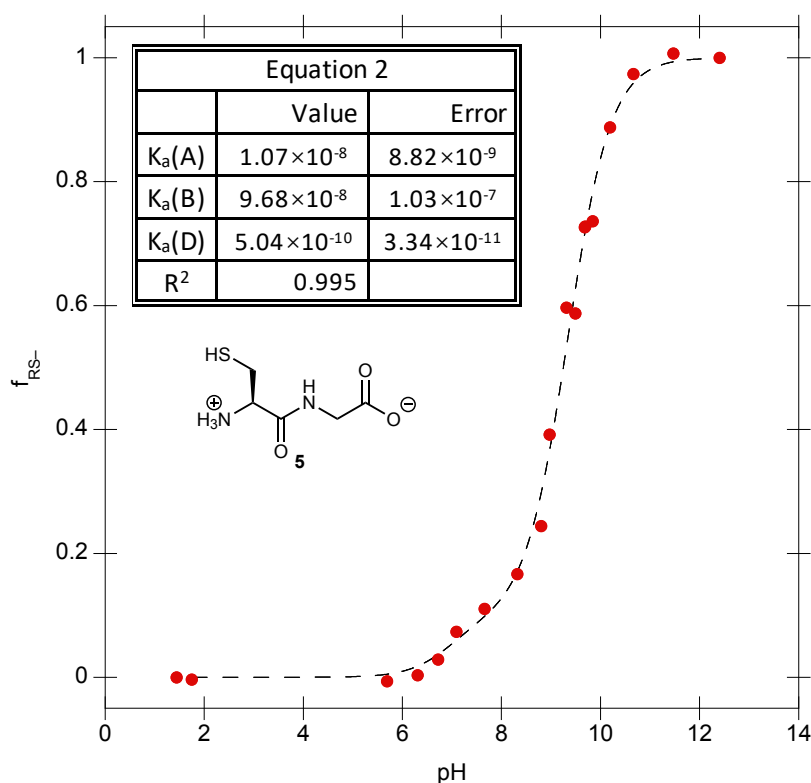 Equation 2
Value Error
Ka(A) 1.07×10⁻⁸ 8.82×10⁻⁹
Ka(B) 9.68×10⁻⁸ 1.03×10⁻⁷
Ka(D) 5.04×10⁻¹⁰ 3.34×10⁻¹¹
R² 0.995
1
0.8
0.6
0.4
0.2
0
fRS–
HS
H
N
O
H₃N
⊕
O
O
⊖
5
0 2 4 6 8 10 12 14
pH